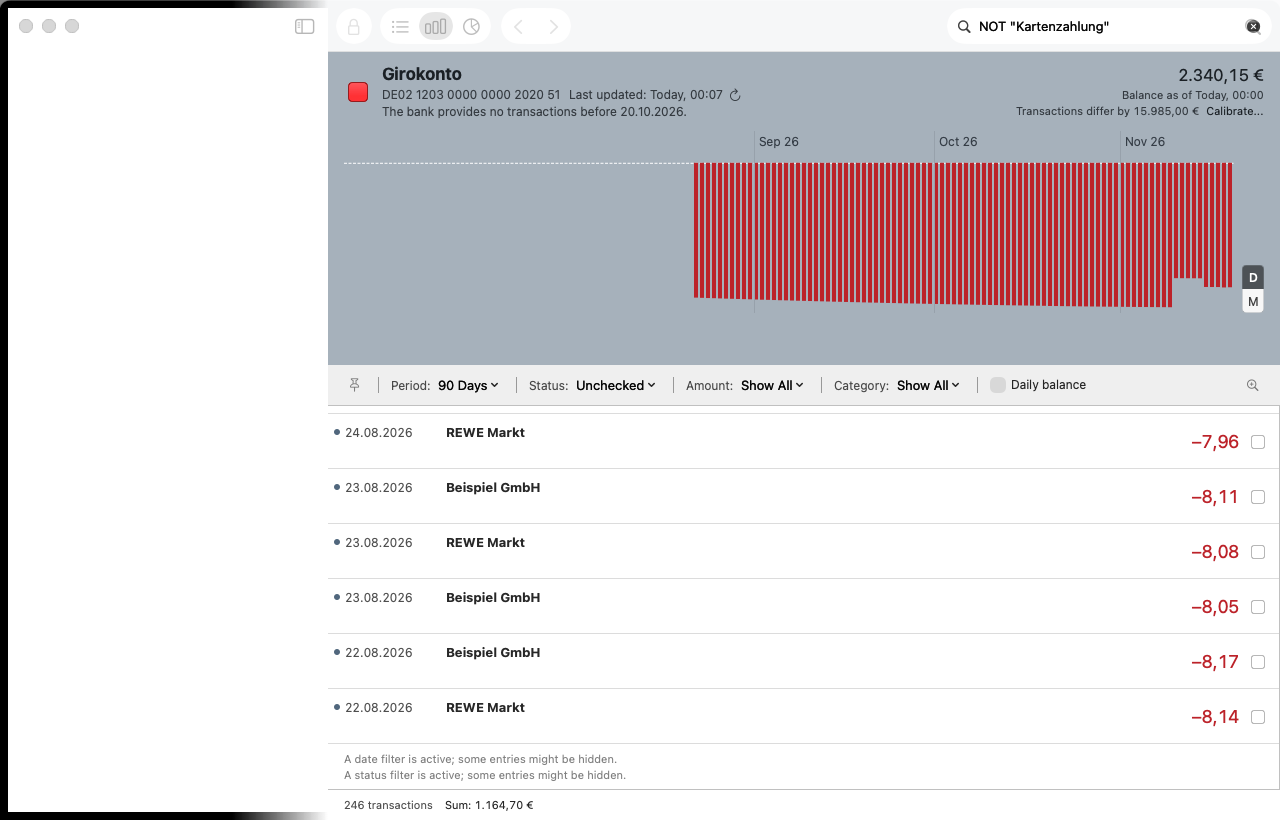 NOT "Kartenzahlung"
Girokonto
2.340,15 €
DE02 1203 0000 0000 2020 51 Last updated: Today, 00:07
Balance as of Today, 00:00
The bank provides no transactions before 20.10.2026.
Transactions differ by 15.985,00 € Calibrate...
Sep 26
Oct 26
Nov 26
D
M
Period: 90 Days Status: Unchecked Amount: Show All Category: Show All Daily balance
24.08.2026 REWE Markt –7,96
23.08.2026 Beispiel GmbH –8,11
23.08.2026 REWE Markt –8,08
23.08.2026 Beispiel GmbH –8,05
22.08.2026 Beispiel GmbH –8,17
22.08.2026 REWE Markt –8,14
A date filter is active; some entries might be hidden.
A status filter is active; some entries might be hidden.
246 transactions Sum: 1.164,70 €